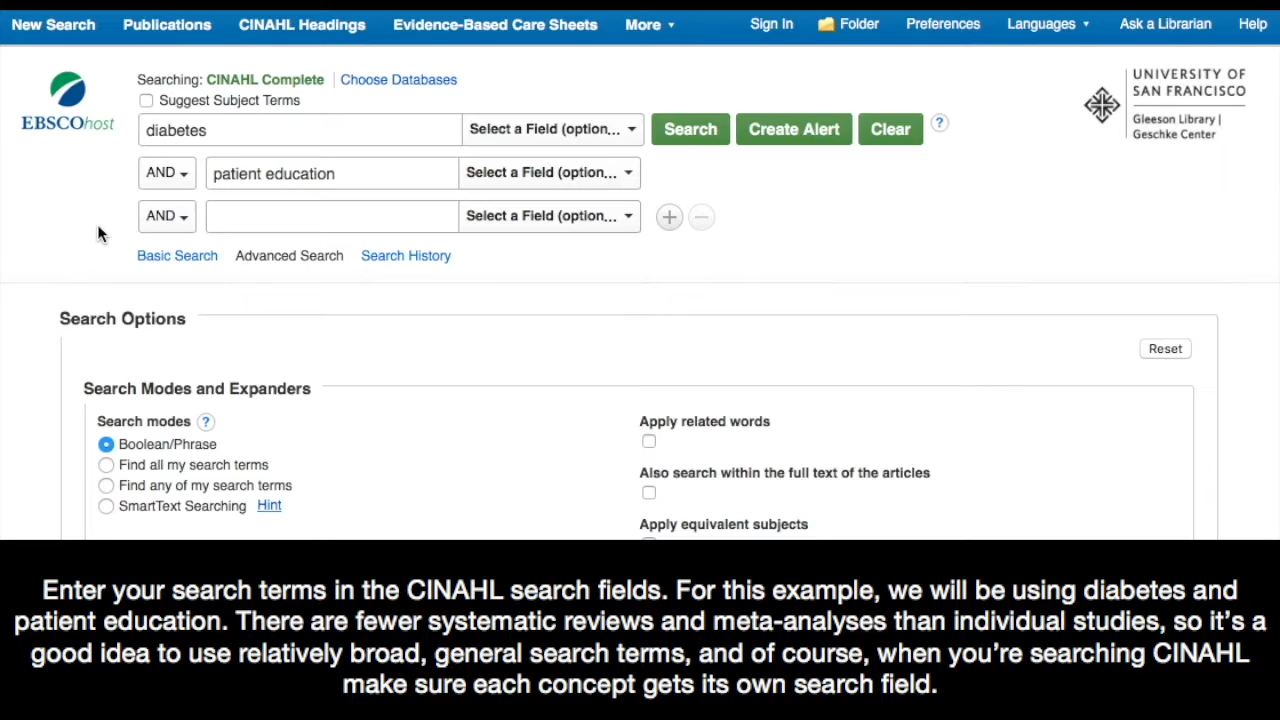 New Search Publications CINAHL Headings Evidence-Based Care Sheets More Sign In Folder Preferences Languages Ask a Librarian Help
Searching: CINAHL Complete Choose Databases
Suggest Subject Terms
EBSCOhost
diabetes Select a Field (option... Search Create Alert Clear ?
UNIVERSITY OF
SAN FRANCISCO
Gleeson Library |
Geschke Center
AND patient education Select a Field (option...
AND Select a Field (option...
Basic Search Advanced Search Search History
Search Options
Reset
Search Modes and Expanders
Search modes ? Apply related words
Boolean/Phrase
Find all my search terms Also search within the full text of the articles
Find any of my search terms
SmartText Searching Hint Apply equivalent subjects
Enter your search terms in the CINAHL search fields. For this example, we will be using diabetes and
patient education. There are fewer systematic reviews and meta-analyses than individual studies, so it’s a
good idea to use relatively broad, general search terms, and of course, when you’re searching CINAHL
make sure each concept gets its own search field.